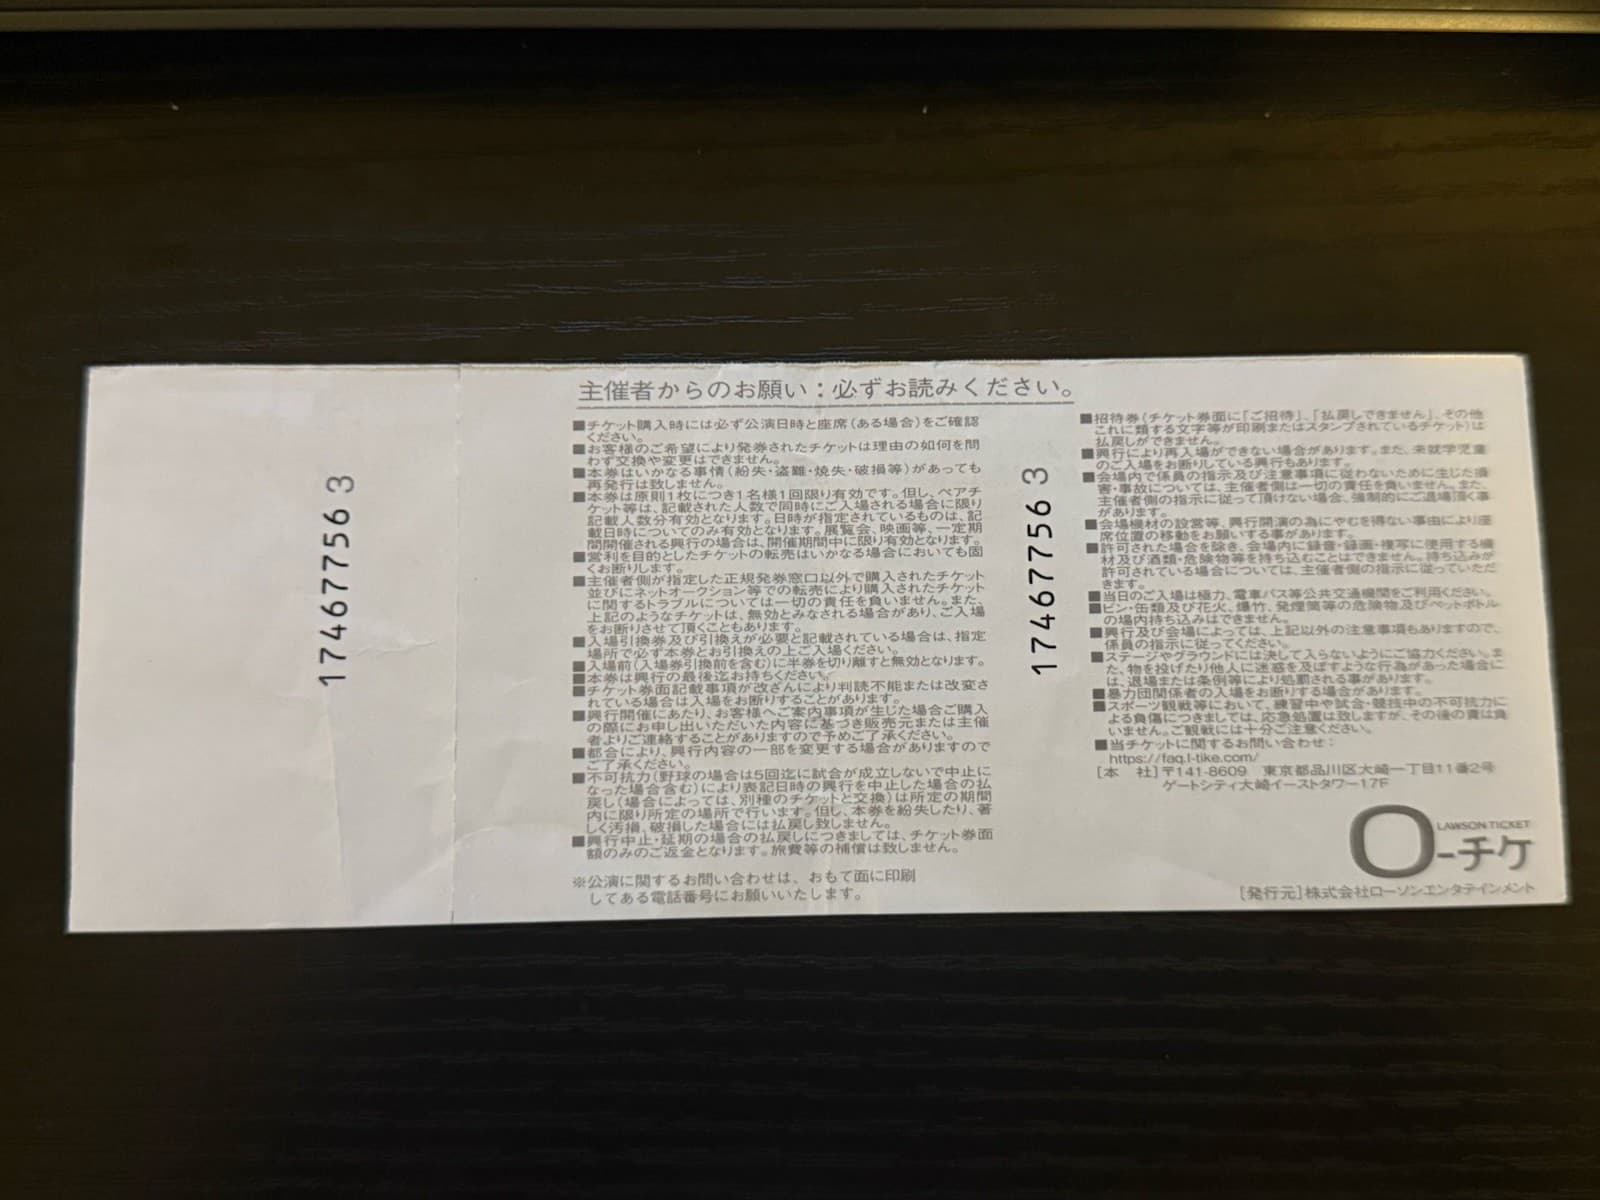 17467756 3
主催者からのお願い：必ずお読みください。
■チケット購入時には必ず公演日時と座席(ある場合)をご確認
ください。
■お客様のご希望により発券されたチケットは理由の如何を問
わず交換や変更はできません。
■本券はいかなる事情(紛失・盗難・焼失・破損等)があっても
再発行は致しません。
■本券は原則1枚につき1名様1回限り有効です。但し、ペアチ
ケット等は、記載された人数で同時にご入場される場合に限り
記載人数分有効となります。日時が指定されているものは、記
載日時についてのみ有効となります。展覧会、映画等、一定期
間開催される興行の場合は、開催期間中に限り有効となります。
■営利を目的としたチケットの転売はいかなる場合においても固
くお断りします。
■主催者側が指定した正規発券窓口以外で購入されたチケット
並びにネットオークション等での転売により購入されたチケット
に関するトラブルについては一切の責任を負いません。また、
上記のようなチケットは、無効とみなされる場合があり、ご入場
をお断りさせて頂くこともあります。
■入場引換券及び引換えが必要と記載されている場合は、指定
場所で必ず本券とお引換えの上ご入場ください。
■入場前(入場券引換前を含む)に半券を切り離すと無効となります。
■本券は興行の最後迄お持ちください。
■チケット券面記載事項が改ざんにより判読不能または改変さ
れている場合は入場をお断りすることがあります。
■興行開催にあたり、お客様へご案内事項が生じた場合ご購入
の際にお申し出いただいた内容に基づき販売元または主催
者よりご連絡することがありますので予めご了承ください。
■都合により、興行内容の一部を変更する場合がありますので
ご了承ください。
■不可抗力(野球の場合は5回迄に試合が成立しないで中止に
なった場合含む)により表記日時の興行を中止した場合の払
戻し(場合によっては、別種のチケットと交換)は所定の期間
内に限り所定の場所で行います。但し、本券を紛失したり、著
しく汚損、破損した場合には払戻し致しません。
■興行中止・延期の場合の払戻しにつきましては、チケット券面
額のみのご返金となります。旅費等の補償は致しません。
※公演に関するお問い合わせは、おもて面に印刷
してある電話番号にお願いいたします。
17467756 3
■招待券(チケット券面に「ご招待」、「払戻しできません」、その他
これに類する文字等が印刷またはスタンプされているチケット)は
払戻しができません。
■興行により再入場ができない場合があります。また、未就学児童
のご入場をお断りしている興行もあります。
■会場内で係員の指示及び注意事項に従わないために生じた損
害・事故については、主催者側は一切の責任を負いません。また、
主催者側の指示に従って頂けない場合、強制的にご退場頂く事
があります。
■会場機材の設営等、興行開演の為にやむを得ない事由により座
席位置の移動をお願いする事があります。
■許可された場合を除き、会場内に録音・録画・複写に使用する機
材及び酒類・危険物等を持ち込むことはできません。持ち込みが
許可されている場合については、主催者側の指示に従っていただ
きます。
■当日のご入場は極力、電車バス等公共交通機関をご利用ください。
■ビン・缶類及び花火、爆竹、発煙筒等の危険物及びペットボトル
の場内持ち込みはできません。
■興行及び会場によっては、上記以外の注意事項もありますので、
係員の指示に従ってください。
■ステージやグラウンドには決して入らないようにご協力ください。ま
た、物を投げたり他人に迷惑を及ぼすような行為があった場合に
は、退場または条例等により処罰される事があります。
■暴力団関係者の入場をお断りする場合があります。
■スポーツ観戦等において、練習中や試合・競技中の不可抗力に
よる負傷につきましては、応急処置は致しますが、その後の責は負
いません。ご観戦には十分ご注意ください。
■当チケットに関するお問い合わせ：
https://faq.l-tike.com/
[本 社]〒141-8609 東京都品川区大崎一丁目11番2号
ゲートシティ大崎イーストタワー17F
LAWSON TICKET
ローチケ
[発行元]株式会社ローソンエンタテインメント